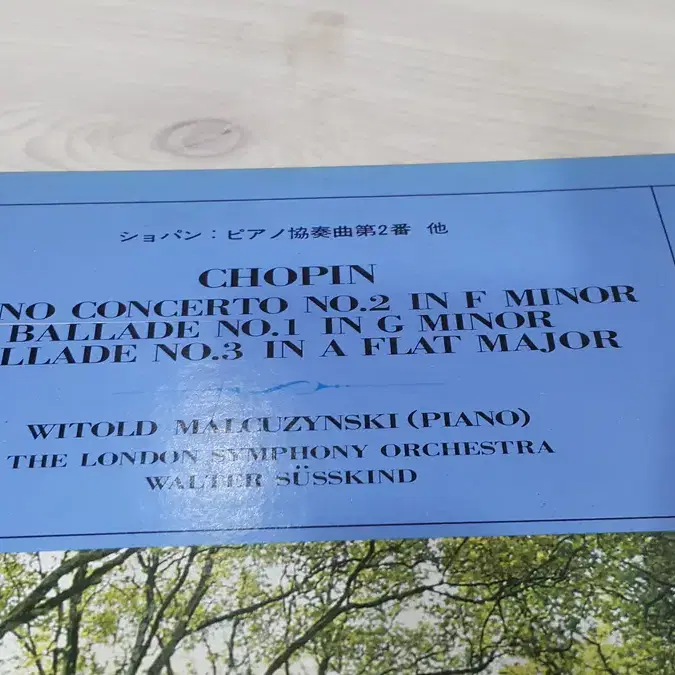 ショパン：ピアノ協奏曲第2番 他
CHOPIN
NO CONCERTO NO.2 IN F MINOR
BALLADE NO.1 IN G MINOR
LLADE NO.3 IN A FLAT MAJOR
WITOLD MALCUZYNSKI (PIANO)
THE LONDON SYMPHONY ORCHESTRA
WALTER SÜSSKIND